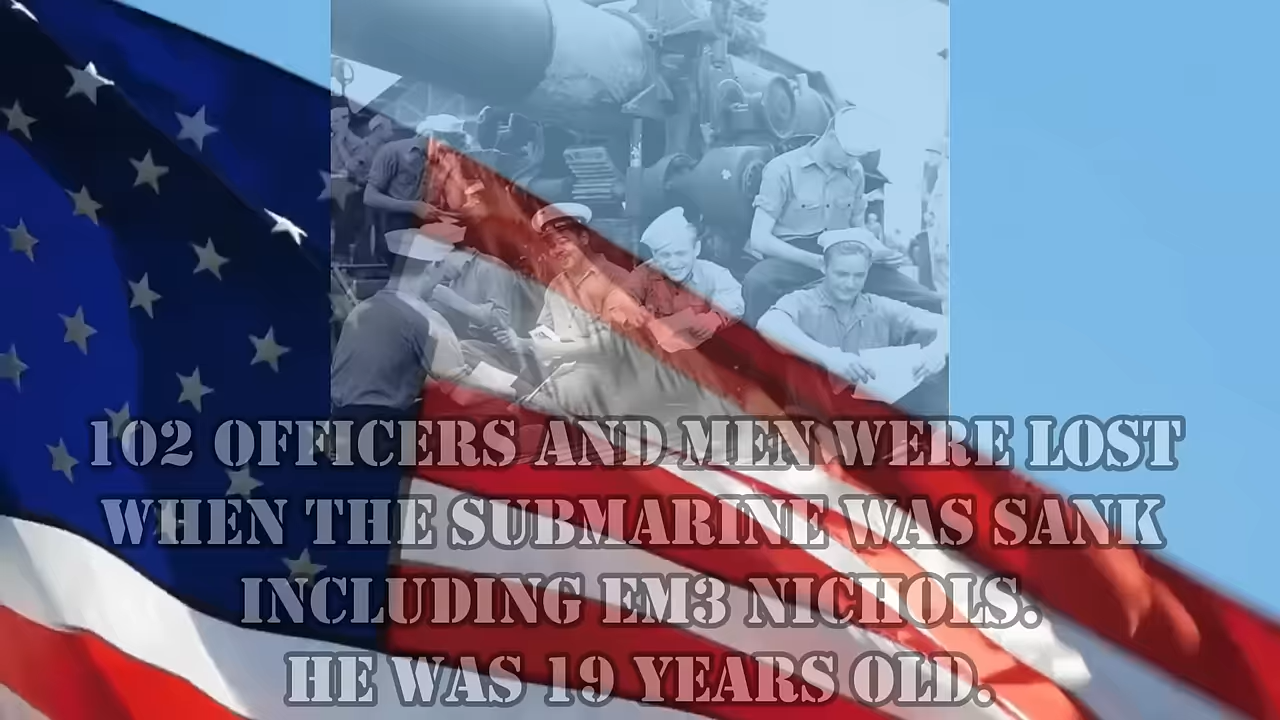 102 OFFICERS AND MEN WERE LOST
WHEN THE SUBMARINE WAS SANK
INCLUDING EM3 NICHOLS.
HE WAS 19 YEARS OLD.